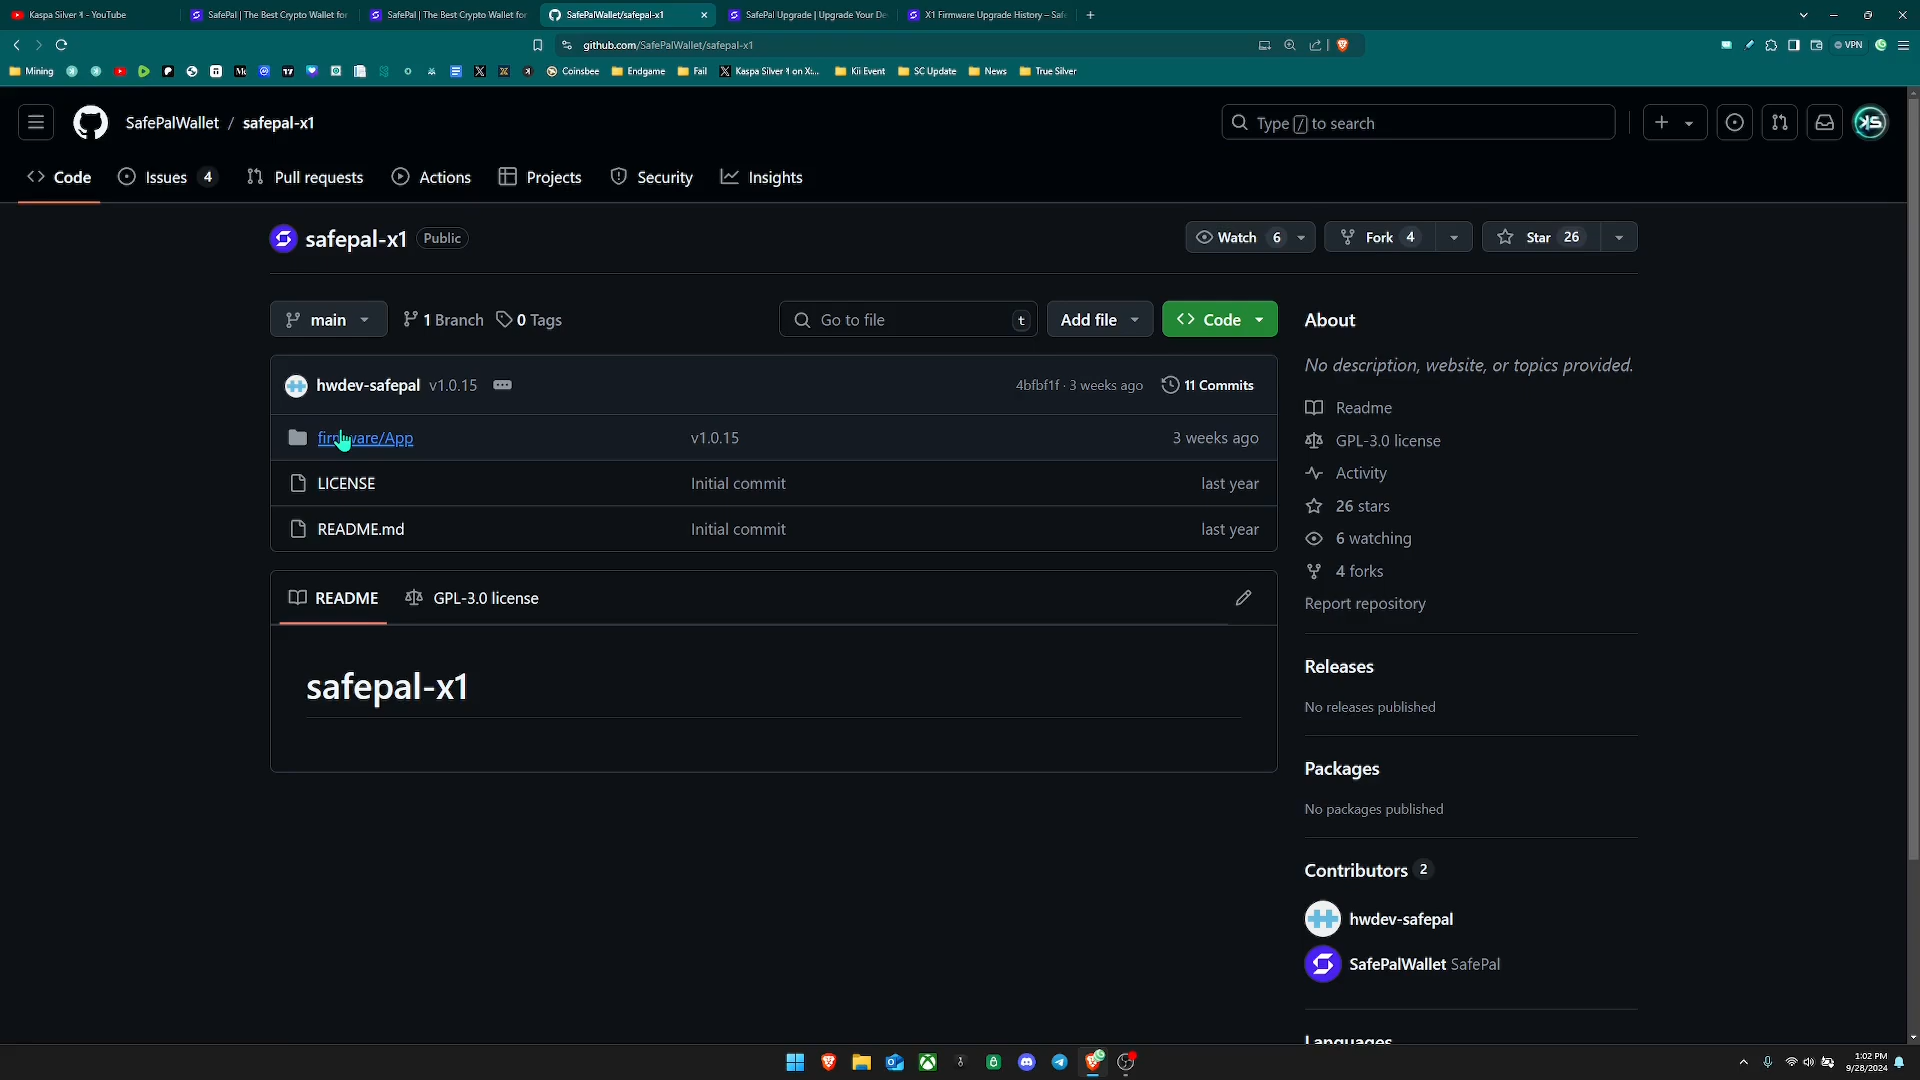 Kaspa Silver ₹ - YouTube
SafePal | The Best Crypto Wallet for
SafePal | The Best Crypto Wallet for
SafePalWallet/safepal-x1
SafePal Upgrade | Upgrade Your De
X1 Firmware Upgrade History – Safe
github.com/SafePalWallet/safepal-x1
VPN
Mining
Coinsbee
Endgame
Fail
Kii Event
SC Update
News
True Silver
SafePalWallet / safepal-x1
Type / to search
Code
Issues 4
Pull requests
Actions
Projects
Security
Insights
safepal-x1 Public
Watch 6
Fork 4
Star 26
main
1 Branch
0 Tags
Go to file t
Add file
Code
hwdev-safepal v1.0.15
4bfbf1f · 3 weeks ago
11 Commits
firmware/App v1.0.15 3 weeks ago
LICENSE Initial commit last year
README.md Initial commit last year
README
GPL-3.0 license
safepal-x1
About
No description, website, or topics provided.
Readme
GPL-3.0 license
Activity
26 stars
6 watching
4 forks
Report repository
Releases
No releases published
Packages
No packages published
Contributors 2
hwdev-safepal
SafePalWallet SafePal
Languages
1:02 PM
9/28/2024